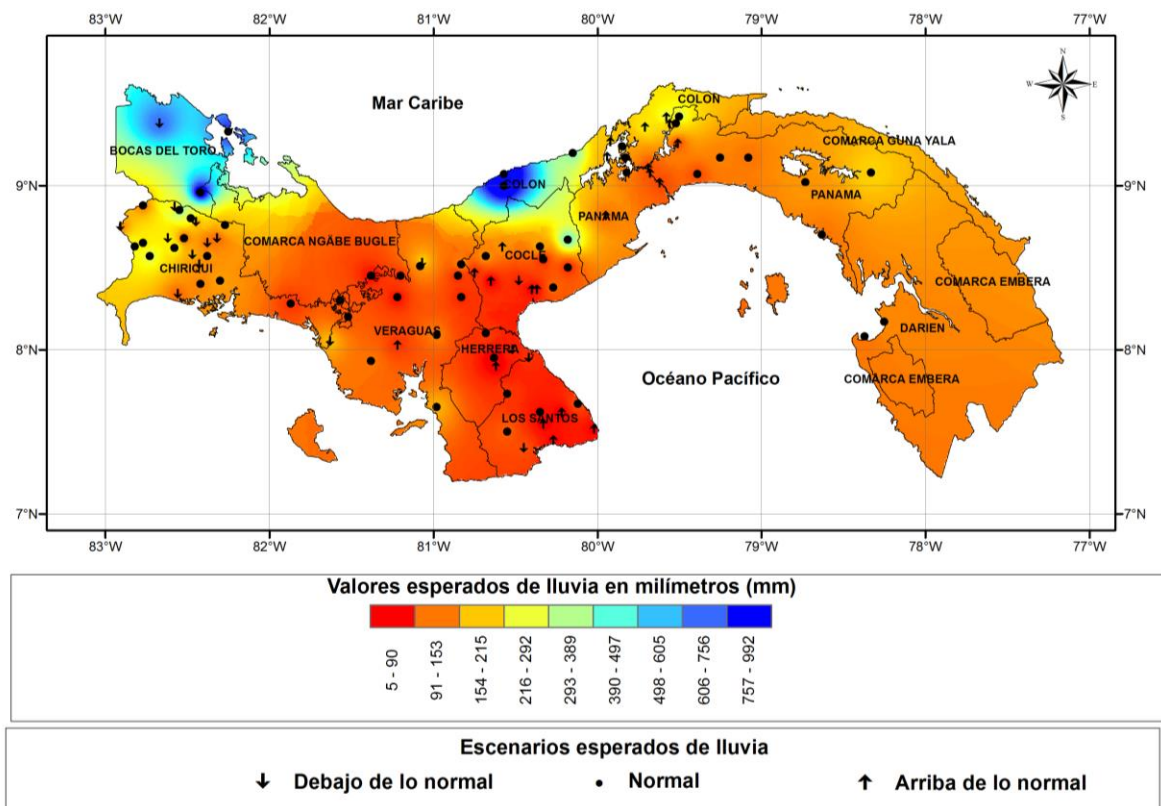 83°W 82°W 81°W 80°W 79°W 78°W 77°W
N
W E
S
Mar Caribe
COLON
BOCAS DEL TORO
COMARCA GUNA YALA
9°N 9°N
COLON
PANAMA
PANAMA
COMARCA NGÄBE BUGLE
COCLE
CHIRIQUI
COMARCA EMBERA
VERAGUAS
DARIEN
8°N 8°N
HERRERA
Océano Pacífico
COMARCA EMBERA
LOS SANTOS
7°N 7°N
83°W 82°W 81°W 80°W 79°W 78°W 77°W
Valores esperados de lluvia en milímetros (mm)
5 - 90
91 - 153
154 - 215
216 - 292
293 - 389
390 - 497
498 - 605
606 - 756
757 - 992
Escenarios esperados de lluvia
Debajo de lo normal Normal Arriba de lo normal